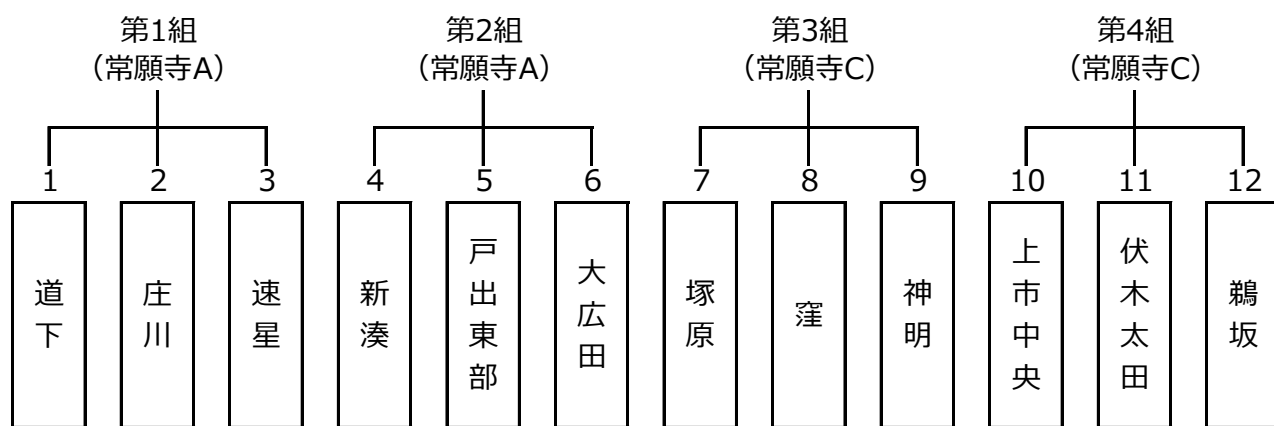 第1組 第2組 第3組 第4組
（常願寺A） （常願寺A） （常願寺C） （常願寺C）
1 2 3 4 5 6 7 8 9 10 11 12
道下
庄川
速星
新湊
戸出東部
大広田
塚原
窪
神明
上市中央
伏木太田
鵜坂